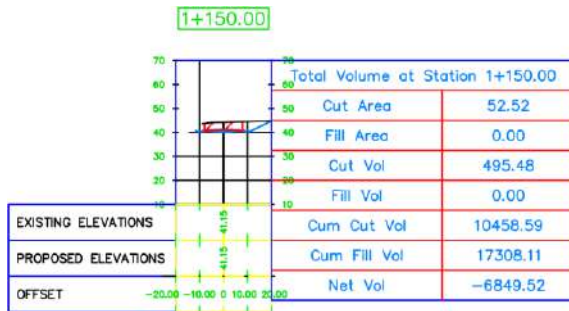 1+150.00
70 70
60 60
50 50
40 40
30 30
20 20
10 10
Total Volume at Station 1+150.00
Cut Area 52.52
Fill Area 0.00
Cut Vol 495.48
Fill Vol 0.00
Cum Cut Vol 10458.59
Cum Fill Vol 17308.11
Net Vol -6849.52
EXISTING ELEVATIONS 41.15
PROPOSED ELEVATIONS 41.15
OFFSET -20.00 -10.00 0 10.00 20.00